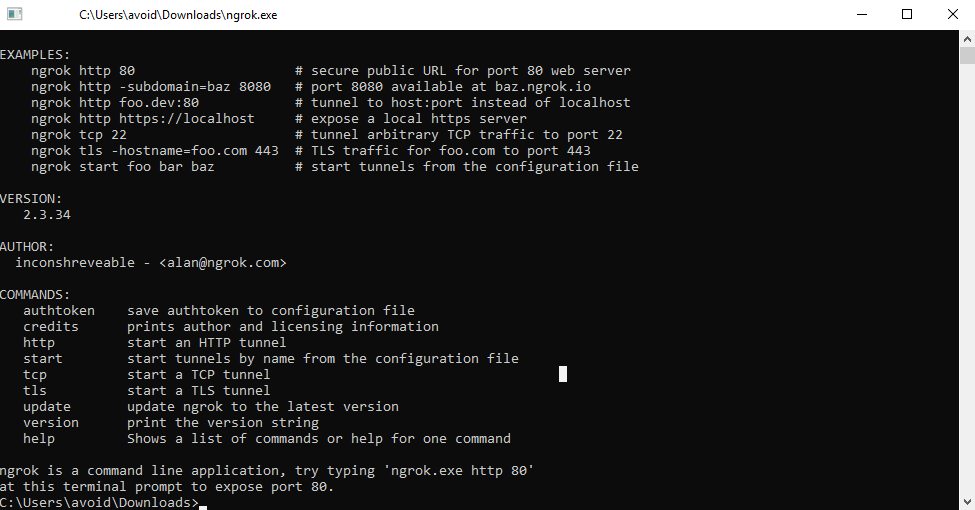 C:\Users\avoid\Downloads\ngrok.exe
EXAMPLES:
    ngrok http 80                    # secure public URL for port 80 web server
    ngrok http -subdomain=baz 8080   # port 8080 available at baz.ngrok.io
    ngrok http foo.dev:80            # tunnel to host:port instead of localhost
    ngrok http https://localhost     # expose a local https server
    ngrok tcp 22                     # tunnel arbitrary TCP traffic to port 22
    ngrok tls -hostname=foo.com 443  # TLS traffic for foo.com to port 443
    ngrok start foo bar baz          # start tunnels from the configuration file
VERSION:
   2.3.34
AUTHOR:
  inconshreveable - <alan@ngrok.com>
COMMANDS:
   authtoken    save authtoken to configuration file
   credits      prints author and licensing information
   http         start an HTTP tunnel
   start        start tunnels by name from the configuration file
   tcp          start a TCP tunnel
   tls          start a TLS tunnel
   update       update ngrok to the latest version
   version      print the version string
   help         Shows a list of commands or help for one command
ngrok is a command line application, try typing 'ngrok.exe http 80'
at this terminal prompt to expose port 80.
C:\Users\avoid\Downloads>